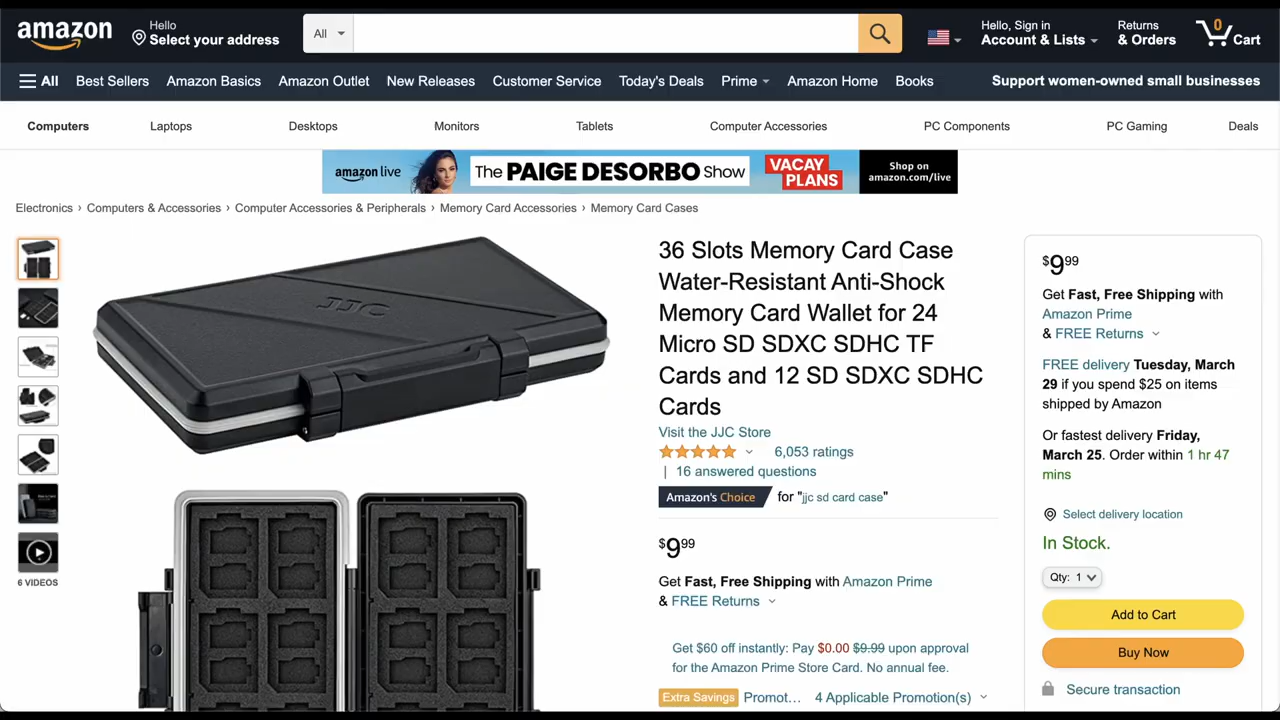 amazon
Hello
Select your address
All
Hello, Sign in
Account & Lists
Returns
& Orders
0
Cart
All
Best Sellers
Amazon Basics
Amazon Outlet
New Releases
Customer Service
Today's Deals
Prime
Amazon Home
Books
Support women-owned small businesses
Computers
Laptops
Desktops
Monitors
Tablets
Computer Accessories
PC Components
PC Gaming
Deals
amazon live
The PAIGE DESORBO Show
VACAY
PLANS
Shop on
amazon.com/live
Electronics › Computers & Accessories › Computer Accessories & Peripherals › Memory Card Accessories › Memory Card Cases
JJC
6 VIDEOS
36 Slots Memory Card Case
Water-Resistant Anti-Shock
Memory Card Wallet for 24
Micro SD SDXC SDHC TF
Cards and 12 SD SDXC SDHC
Cards
Visit the JJC Store
6,053 ratings
| 16 answered questions
Amazon's Choice for "jjc sd card case"
$9 99
Get Fast, Free Shipping with Amazon Prime
& FREE Returns
Get $60 off instantly: Pay $0.00 $9.99 upon approval
for the Amazon Prime Store Card. No annual fee.
Extra Savings Promot... 4 Applicable Promotion(s)
$9 99
Get Fast, Free Shipping with
Amazon Prime
& FREE Returns
FREE delivery Tuesday, March
29 if you spend $25 on items
shipped by Amazon
Or fastest delivery Friday,
March 25. Order within 1 hr 47
mins
Select delivery location
In Stock.
Qty: 1
Add to Cart
Buy Now
Secure transaction